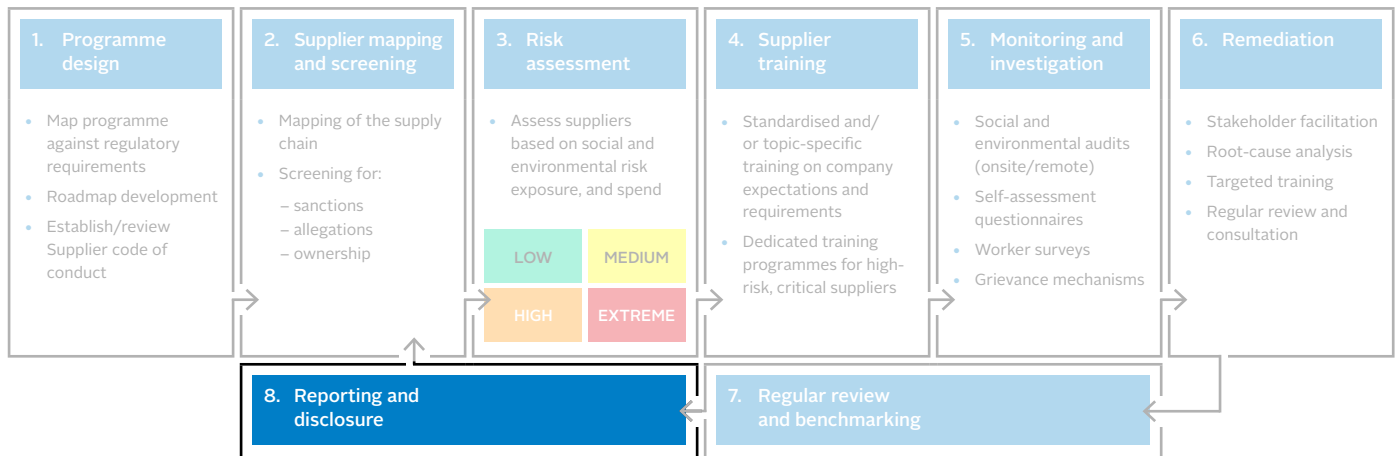 1. Programme
design
• Map programme
against regulatory
requirements
• Roadmap development
• Establish/review
Supplier code of
conduct
2. Supplier mapping
and screening
• Mapping of the supply
chain
• Screening for:
– sanctions
– allegations
– ownership
3. Risk
assessment
• Assess suppliers
based on social and
environmental risk
exposure, and spend
LOW
MEDIUM
HIGH
EXTREME
4. Supplier
training
• Standardised and/
or topic-specific
training on company
expectations and
requirements
• Dedicated training
programmes for high-
risk, critical suppliers
5. Monitoring and
investigation
• Social and
environmental audits
(onsite/remote)
• Self-assessment
questionnaires
• Worker surveys
• Grievance mechanisms
6. Remediation
• Stakeholder facilitation
• Root-cause analysis
• Targeted training
• Regular review and
consultation
7. Regular review
and benchmarking
8. Reporting and
disclosure